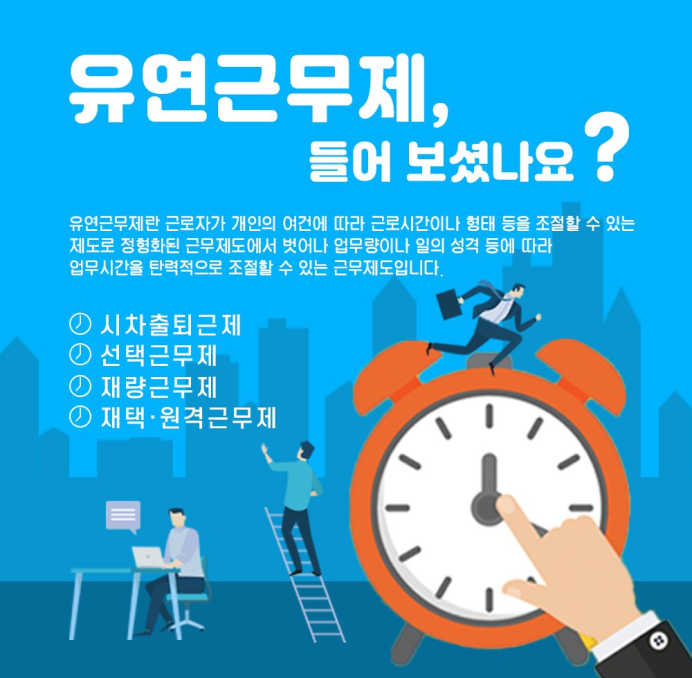 유연근무제,
들어 보셨나요?
유연근무제란 근로자가 개인의 여건에 따라 근로시간이나 형태 등을 조절할 수 있는
제도로 정형화된 근무제도에서 벗어나 업무량이나 일의 성격 등에 따라
업무시간을 탄력적으로 조절할 수 있는 근무제도입니다.
시차출퇴근제
선택근무제
재량근무제
재택·원격근무제